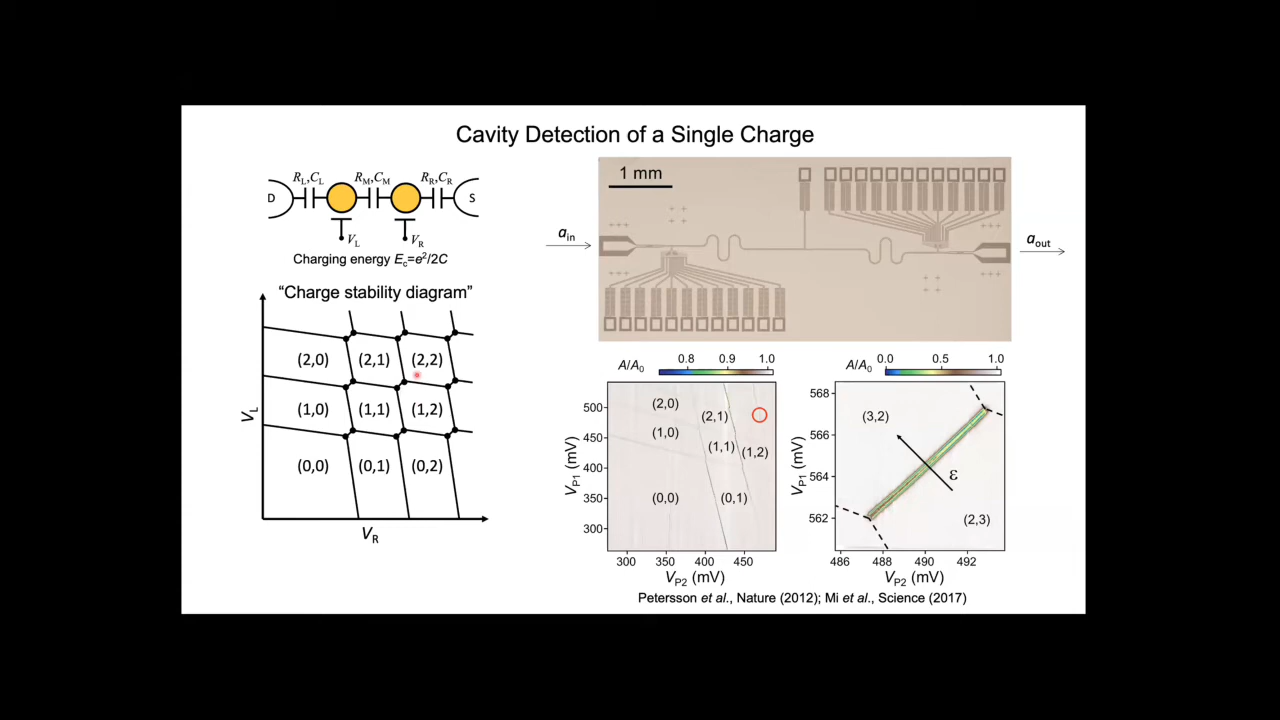 Cavity Detection of a Single Charge
R_L,C_L R_M,C_M R_R,C_R
D S
V_L V_R
Charging energy E_c=e²/2C
"Charge stability diagram"
(2,0) (2,1) (2,2)
(1,0) (1,1) (1,2)
(0,0) (0,1) (0,2)
V_L
V_R
1 mm
a_in
a_out
A/A_0 0.8 0.9 1.0
500
450
400
350
300
V_P1 (mV)
(2,0) (2,1)
(1,0) (1,1) (1,2)
(0,0) (0,1)
300 350 400 450
V_P2 (mV)
A/A_0 0.0 0.5 1.0
568
566
564
562
V_P1 (mV)
(3,2)
ε
(2,3)
486 488 490 492
V_P2 (mV)
Petersson et al., Nature (2012); Mi et al., Science (2017)